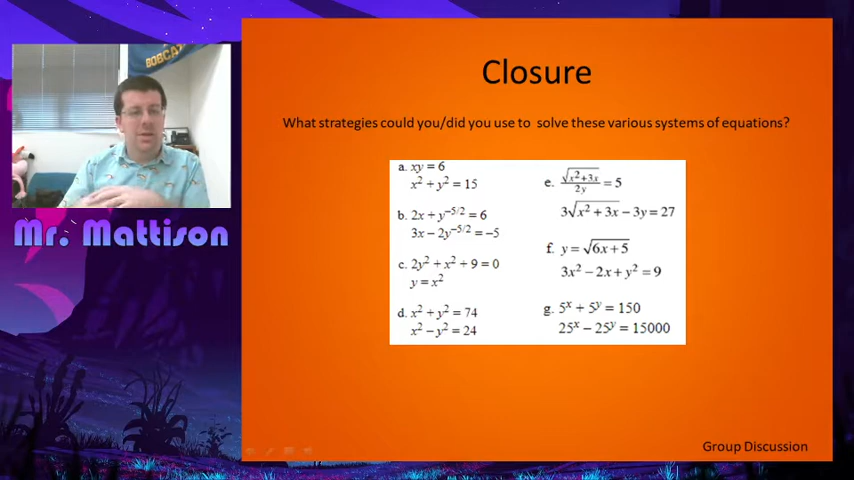 BOBCAT
Mr. Mattison
Closure
What strategies could you/did you use to solve these various systems of equations?
a. xy = 6
x² + y² = 15
b. 2x + y^{-5/2} = 6
3x − 2y^{-5/2} = −5
c. 2y² + x² + 9 = 0
y = x²
d. x² + y² = 74
x² − y² = 24
e. √(x²+3x) / 2y = 5
3√(x² + 3x) − 3y = 27
f. y = √(6x + 5)
3x² − 2x + y² = 9
g. 5^x + 5^y = 150
25^x − 25^y = 15000
Group Discussion